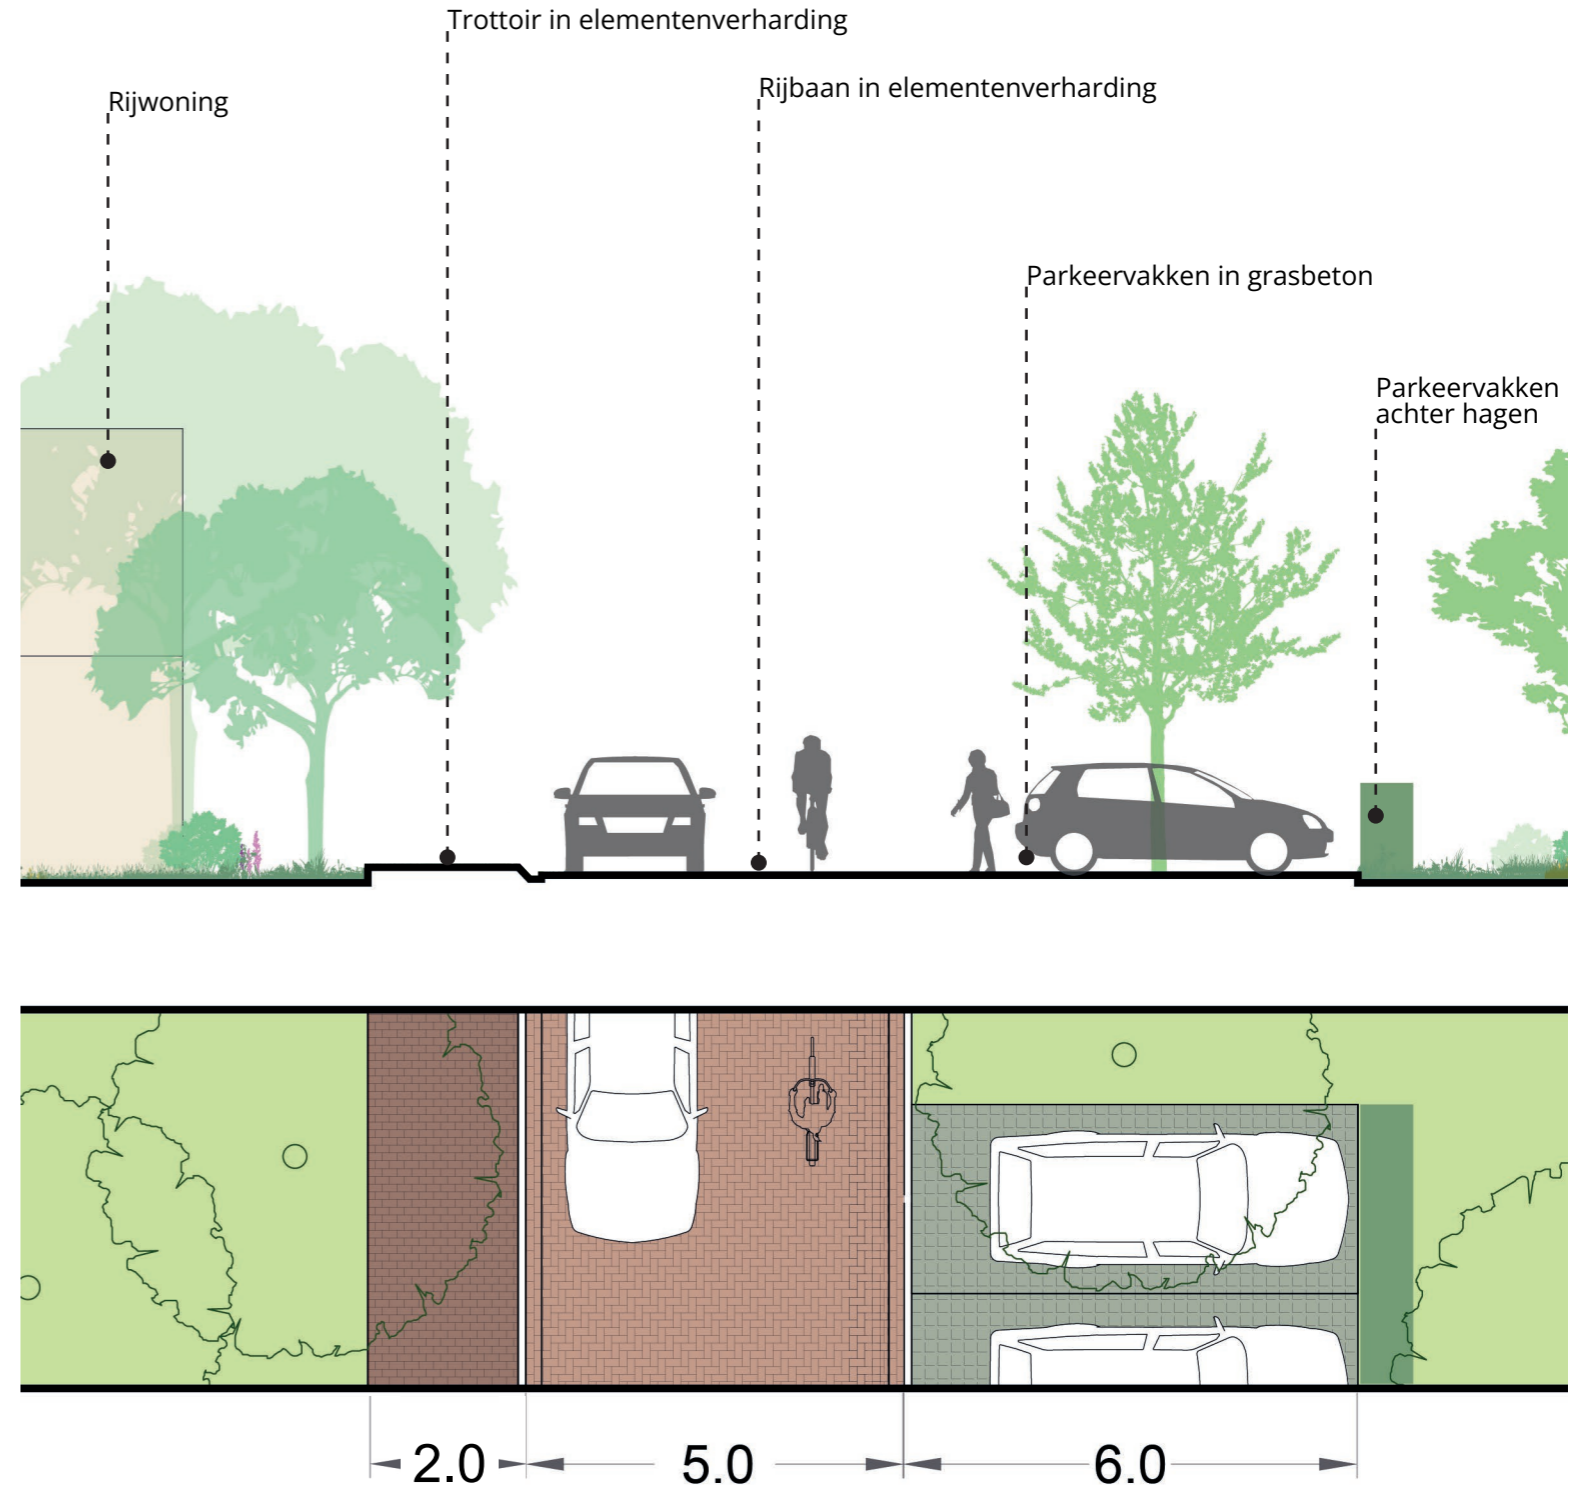 Trottoir in elementenverharding
Rijbaan in elementenverharding
Rijwoning
Parkeervakken in grasbeton
Parkeervakken
achter hagen
2.0
5.0
6.0